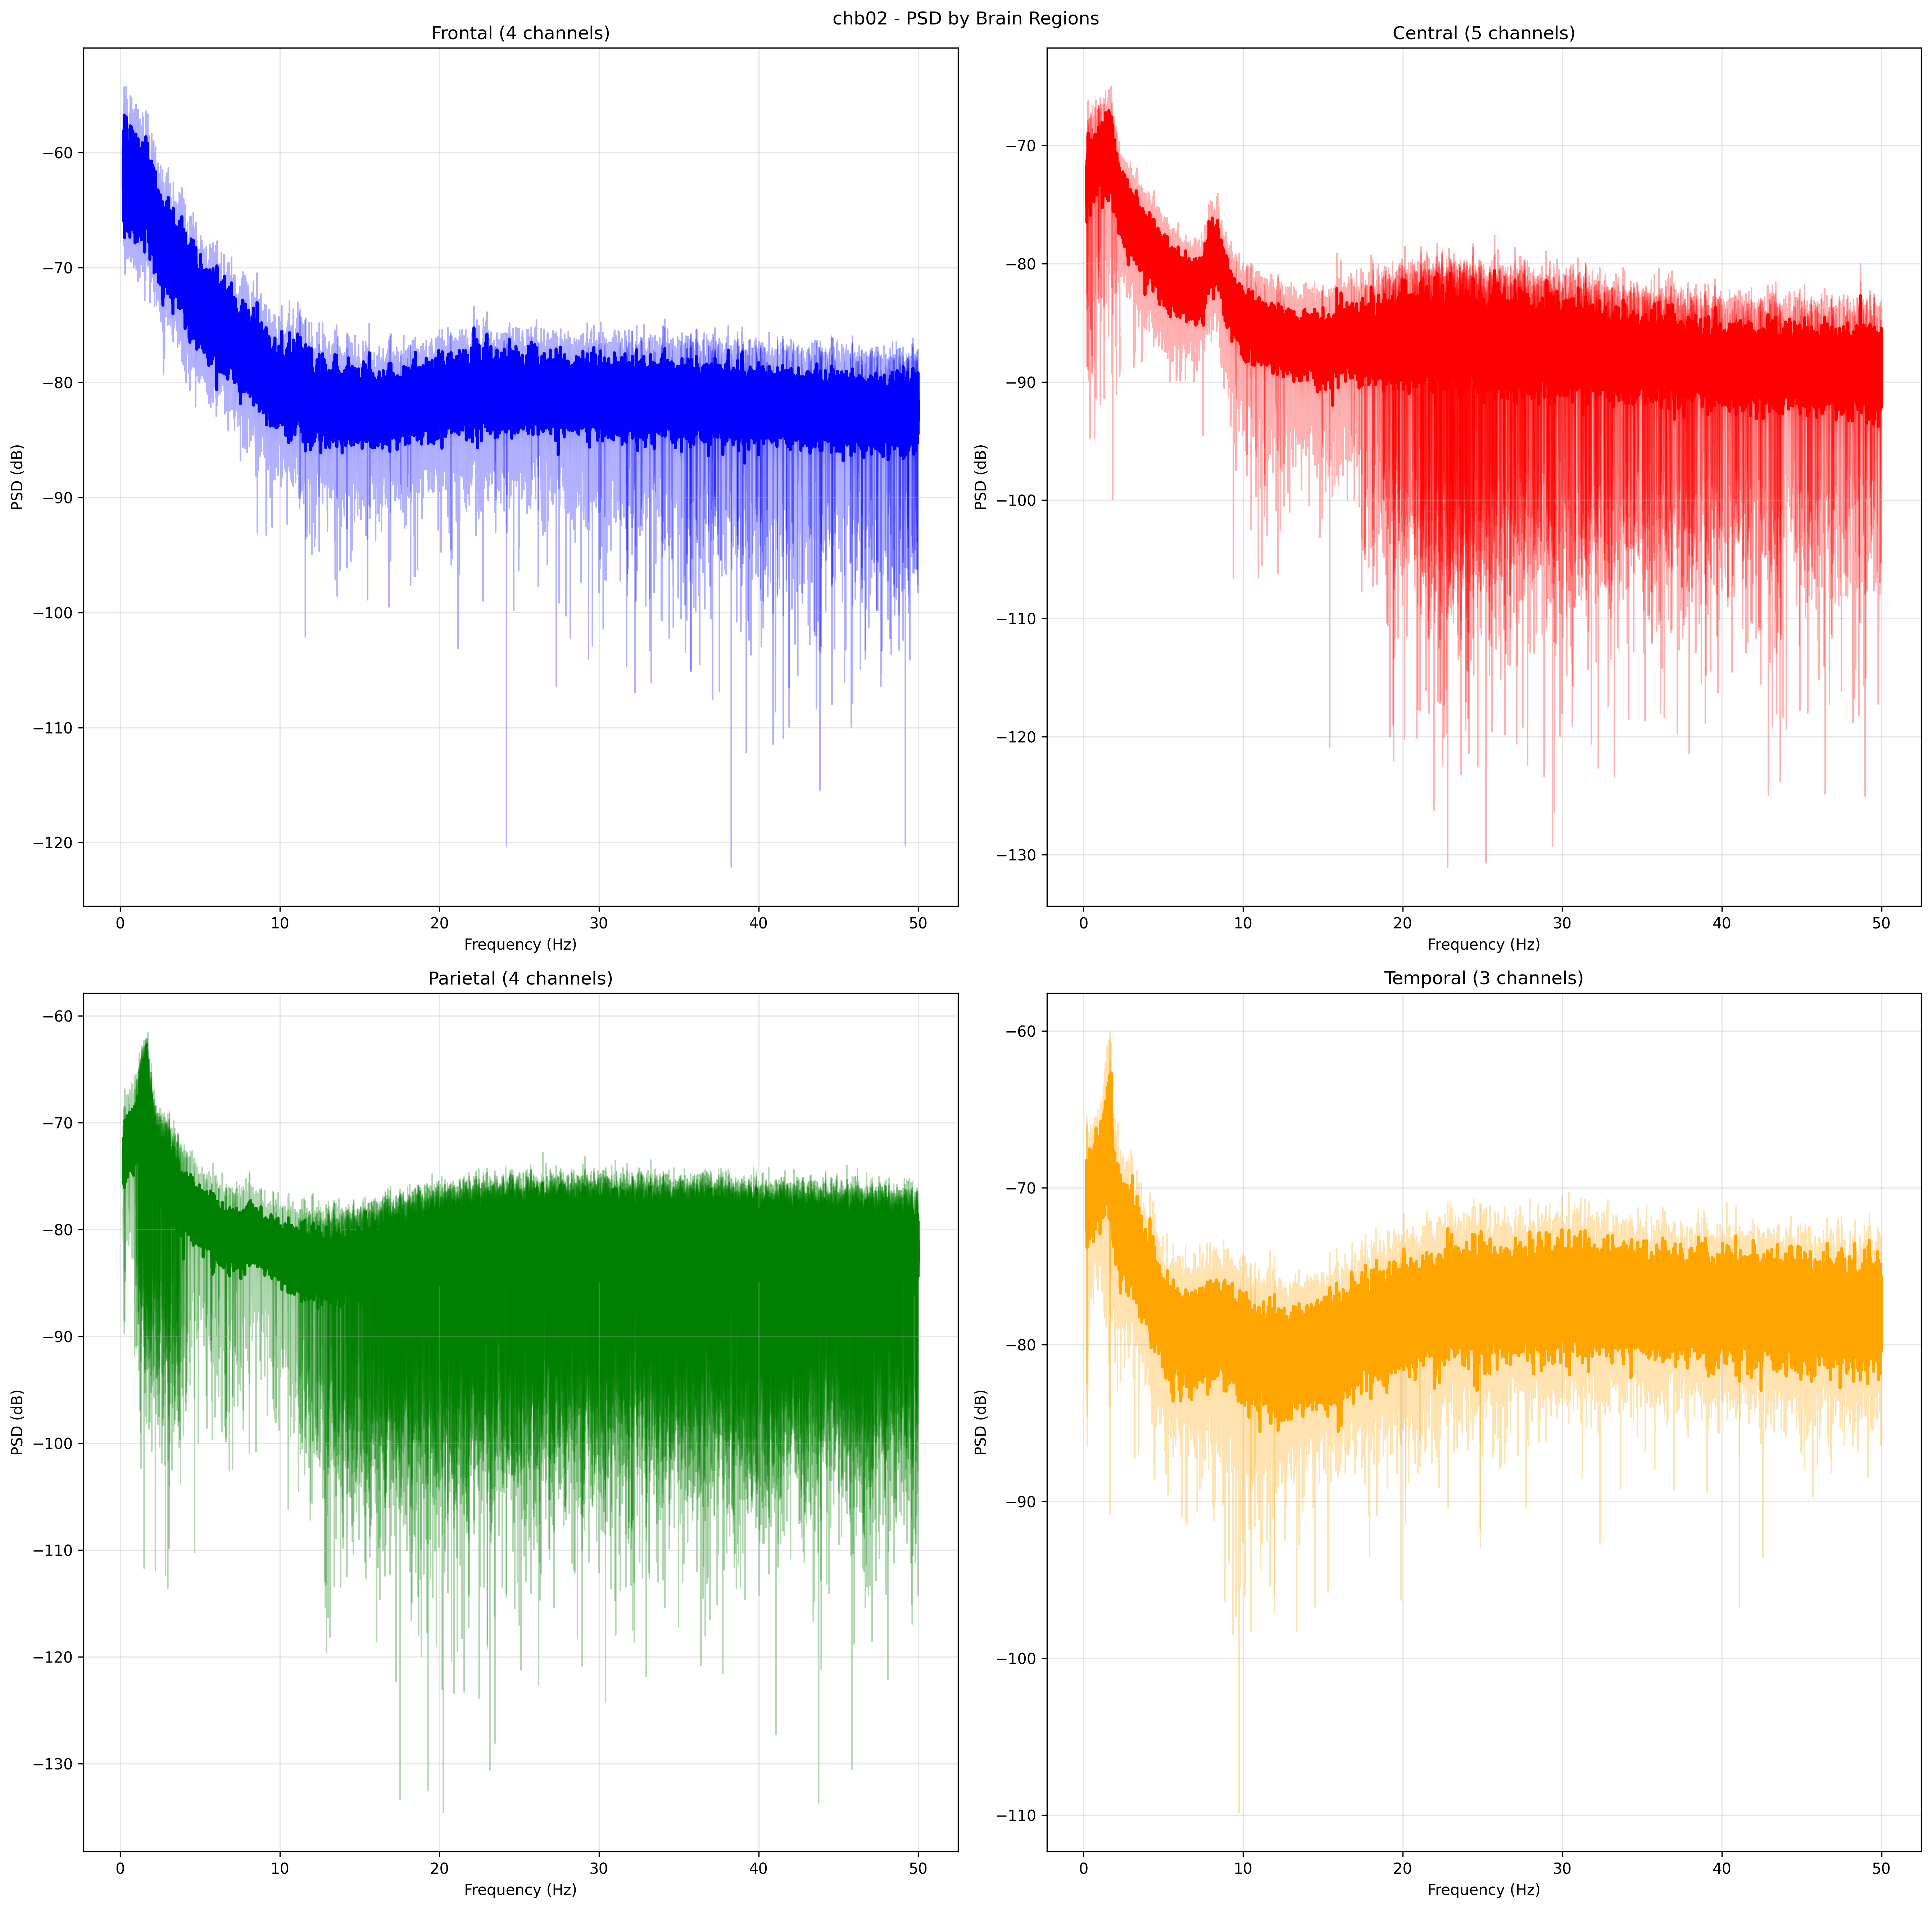 chb02 - PSD by Brain Regions
Frontal (4 channels)
PSD (dB)
−60
−70
−80
−90
−100
−110
−120
0 10 20 30 40 50
Frequency (Hz)
Central (5 channels)
PSD (dB)
−70
−80
−90
−100
−110
−120
−130
0 10 20 30 40 50
Frequency (Hz)
Parietal (4 channels)
PSD (dB)
−60
−70
−80
−90
−100
−110
−120
−130
0 10 20 30 40 50
Frequency (Hz)
Temporal (3 channels)
PSD (dB)
−60
−70
−80
−90
−100
−110
0 10 20 30 40 50
Frequency (Hz)